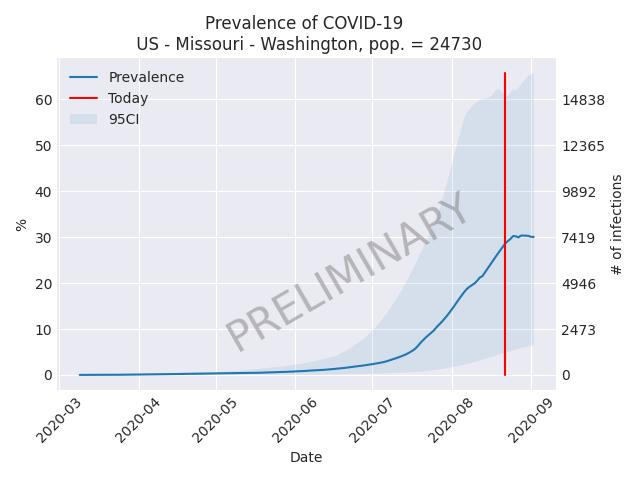 Prevalence of COVID-19
US - Missouri - Washington, pop. = 24730
Prevalence
Today
95CI
60
50
40
30
20
10
0
%
14838
12365
9892
7419
4946
2473
0
# of infections
PRELIMINARY
2020-03
2020-04
2020-05
2020-06
2020-07
2020-08
2020-09
Date